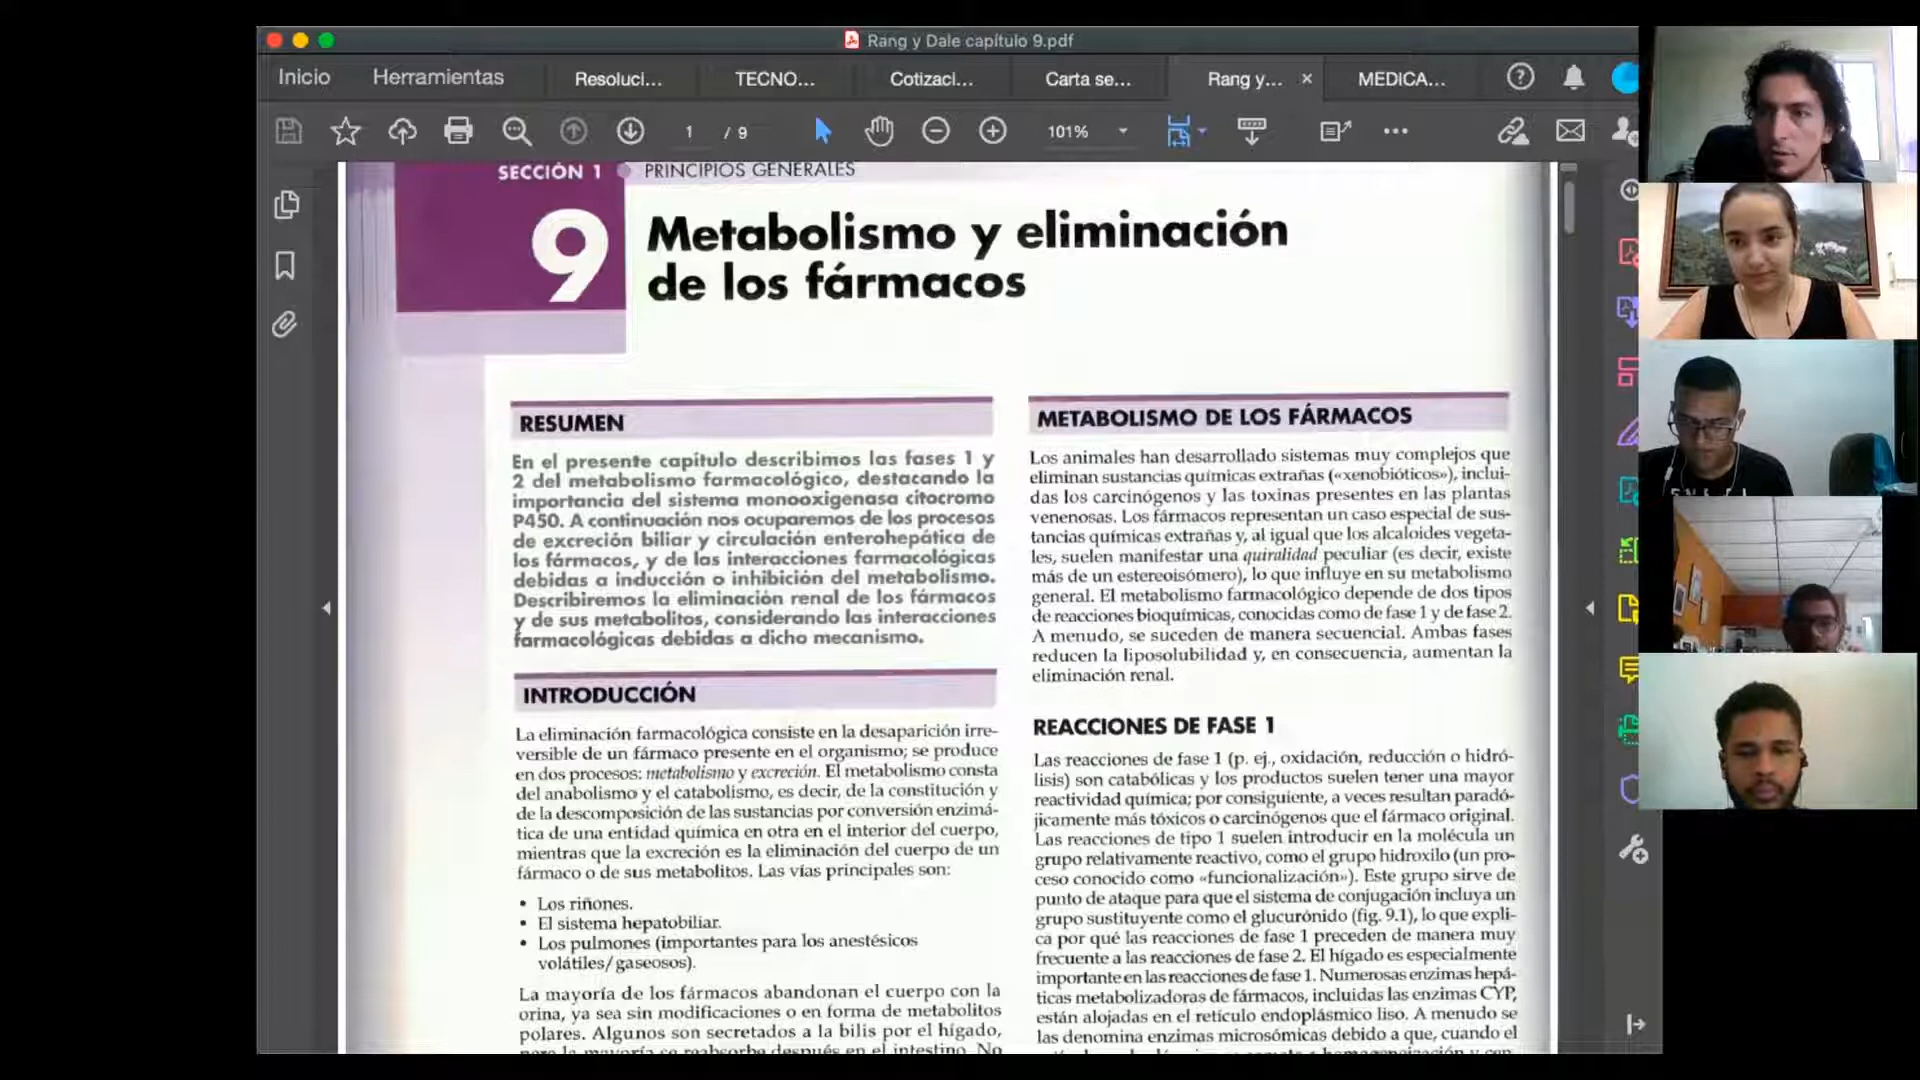 Rang y Dale capítulo 9.pdf
Inicio
Herramientas
Resoluci...
TECNO...
Cotizaci...
Carta se...
Rang y...
MEDICA...
1 / 9
101%
SECCIÓN 1
PRINCIPIOS GENERALES
9
Metabolismo y eliminación
de los fármacos
RESUMEN
En el presente capítulo describimos las fases 1 y
2 del metabolismo farmacológico, destacando la
importancia del sistema monooxigenasa citocromo
P450. A continuación nos ocuparemos de los procesos
de excreción biliar y circulación enterohepática de
los fármacos, y de las interacciones farmacológicas
debidas a inducción o inhibición del metabolismo.
Describiremos la eliminación renal de los fármacos
y de sus metabolitos, considerando las interacciones
farmacológicas debidas a dicho mecanismo.
INTRODUCCIÓN
La eliminación farmacológica consiste en la desaparición irre-
versible de un fármaco presente en el organismo; se produce
en dos procesos: metabolismo y excreción. El metabolismo consta
del anabolismo y el catabolismo, es decir, de la constitución y
de la descomposición de las sustancias por conversión enzimá-
tica de una entidad química en otra en el interior del cuerpo,
mientras que la excreción es la eliminación del cuerpo de un
fármaco o de sus metabolitos. Las vías principales son:
• Los riñones.
• El sistema hepatobiliar.
• Los pulmones (importantes para los anestésicos
volátiles/gaseosos).
La mayoría de los fármacos abandonan el cuerpo con la
orina, ya sea sin modificaciones o en forma de metabolitos
polares. Algunos son secretados a la bilis por el hígado,
pero la mayoría se reabsorbe después en el intestino. No
METABOLISMO DE LOS FÁRMACOS
Los animales han desarrollado sistemas muy complejos que
eliminan sustancias químicas extrañas («xenobióticos»), inclui-
das los carcinógenos y las toxinas presentes en las plantas
venenosas. Los fármacos representan un caso especial de sus-
tancias químicas extrañas y, al igual que los alcaloides vegeta-
les, suelen manifestar una quiralidad peculiar (es decir, existe
más de un estereoisómero), lo que influye en su metabolismo
general. El metabolismo farmacológico depende de dos tipos
de reacciones bioquímicas, conocidas como de fase 1 y de fase 2.
A menudo, se suceden de manera secuencial. Ambas fases
reducen la liposolubilidad y, en consecuencia, aumentan la
eliminación renal.
REACCIONES DE FASE 1
Las reacciones de fase 1 (p. ej., oxidación, reducción o hidró-
lisis) son catabólicas y los productos suelen tener una mayor
reactividad química; por consiguiente, a veces resultan paradó-
jicamente más tóxicos o carcinógenos que el fármaco original.
Las reacciones de tipo 1 suelen introducir en la molécula un
grupo relativamente reactivo, como el grupo hidroxilo (un pro-
ceso conocido como «funcionalización»). Este grupo sirve de
punto de ataque para que el sistema de conjugación incluya un
grupo sustituyente como el glucurónido (fig. 9.1), lo que expli-
ca por qué las reacciones de fase 1 preceden de manera muy
frecuente a las reacciones de fase 2. El hígado es especialmente
importante en las reacciones de fase 1. Numerosas enzimas hepá-
ticas metabolizadoras de fármacos, incluidas las enzimas CYP,
están alojadas en el retículo endoplásmico liso. A menudo se
las denomina enzimas microsómicas debido a que, cuando el